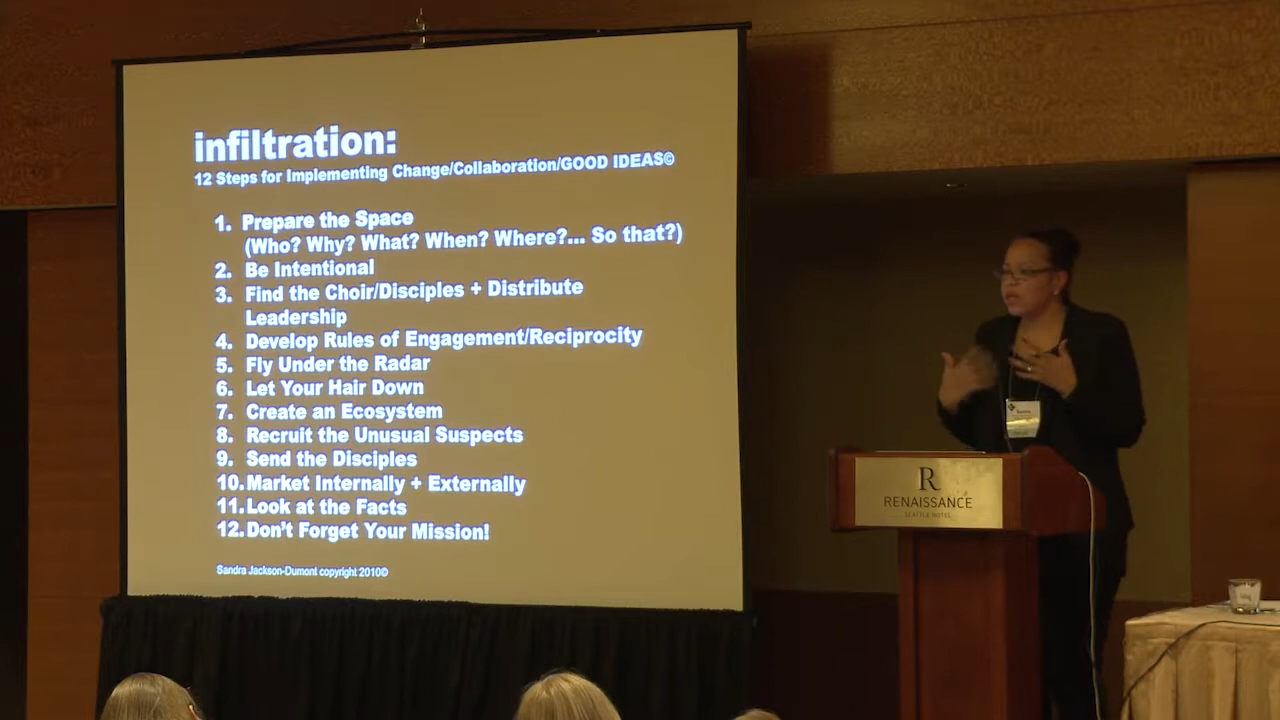 infiltration:
12 Steps for Implementing Change/Collaboration/GOOD IDEAS©
1. Prepare the Space
(Who? Why? What? When? Where?... So that?)
2. Be Intentional
3. Find the Choir/Disciples + Distribute
Leadership
4. Develop Rules of Engagement/Reciprocity
5. Fly Under the Radar
6. Let Your Hair Down
7. Create an Ecosystem
8. Recruit the Unusual Suspects
9. Send the Disciples
10. Market Internally + Externally
11. Look at the Facts
12. Don't Forget Your Mission!
Sandra Jackson-Dumont copyright 2010©
R
RENAISSANCE
SEATTLE HOTEL